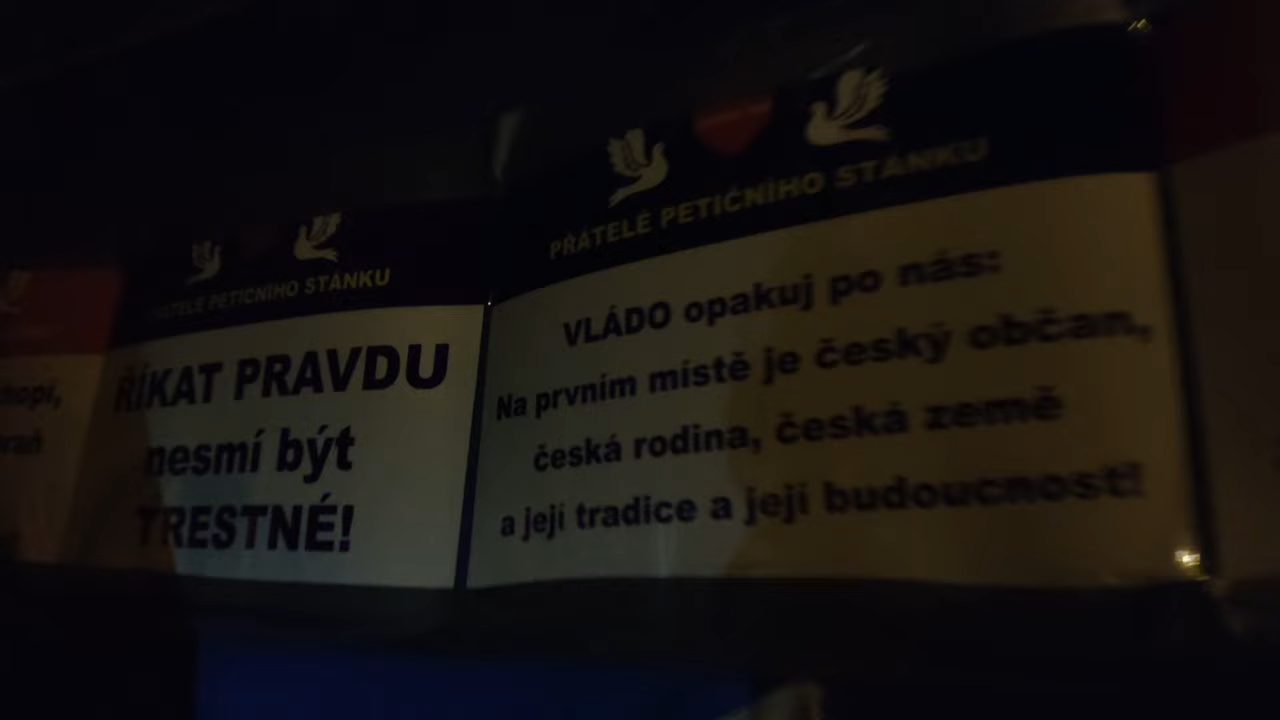 hopí,
PŘÁTELÉ PETIČNÍHO STÁNKU
ŘÍKAT PRAVDU
nesmí být
TRESTNÉ!
PŘÁTELÉ PETIČNÍHO STÁNKU
VLÁDO opakuj po nás:
Na prvním místě je český občan,
česká rodina, česká země
a její tradice a její budoucnost!